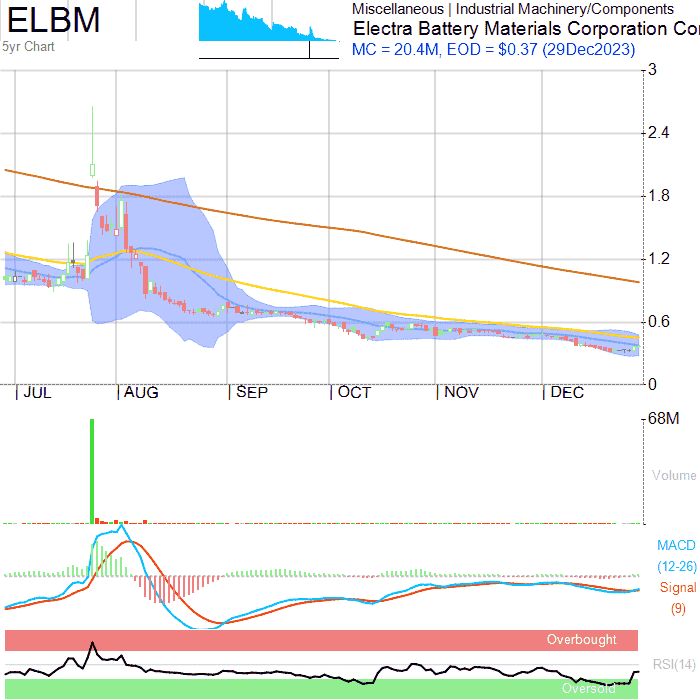 ELBM
5yr Chart
Miscellaneous | Industrial Machinery/Components
Electra Battery Materials Corporation Cor
MC = 20.4M, EOD = $0.37 (29Dec2023)
3
2.4
1.8
1.2
0.6
0
| JUL | AUG | SEP | OCT | NOV | DEC
68M
Volume
MACD
(12-26)
Signal
(9)
Overbought
RSI(14)
Oversold